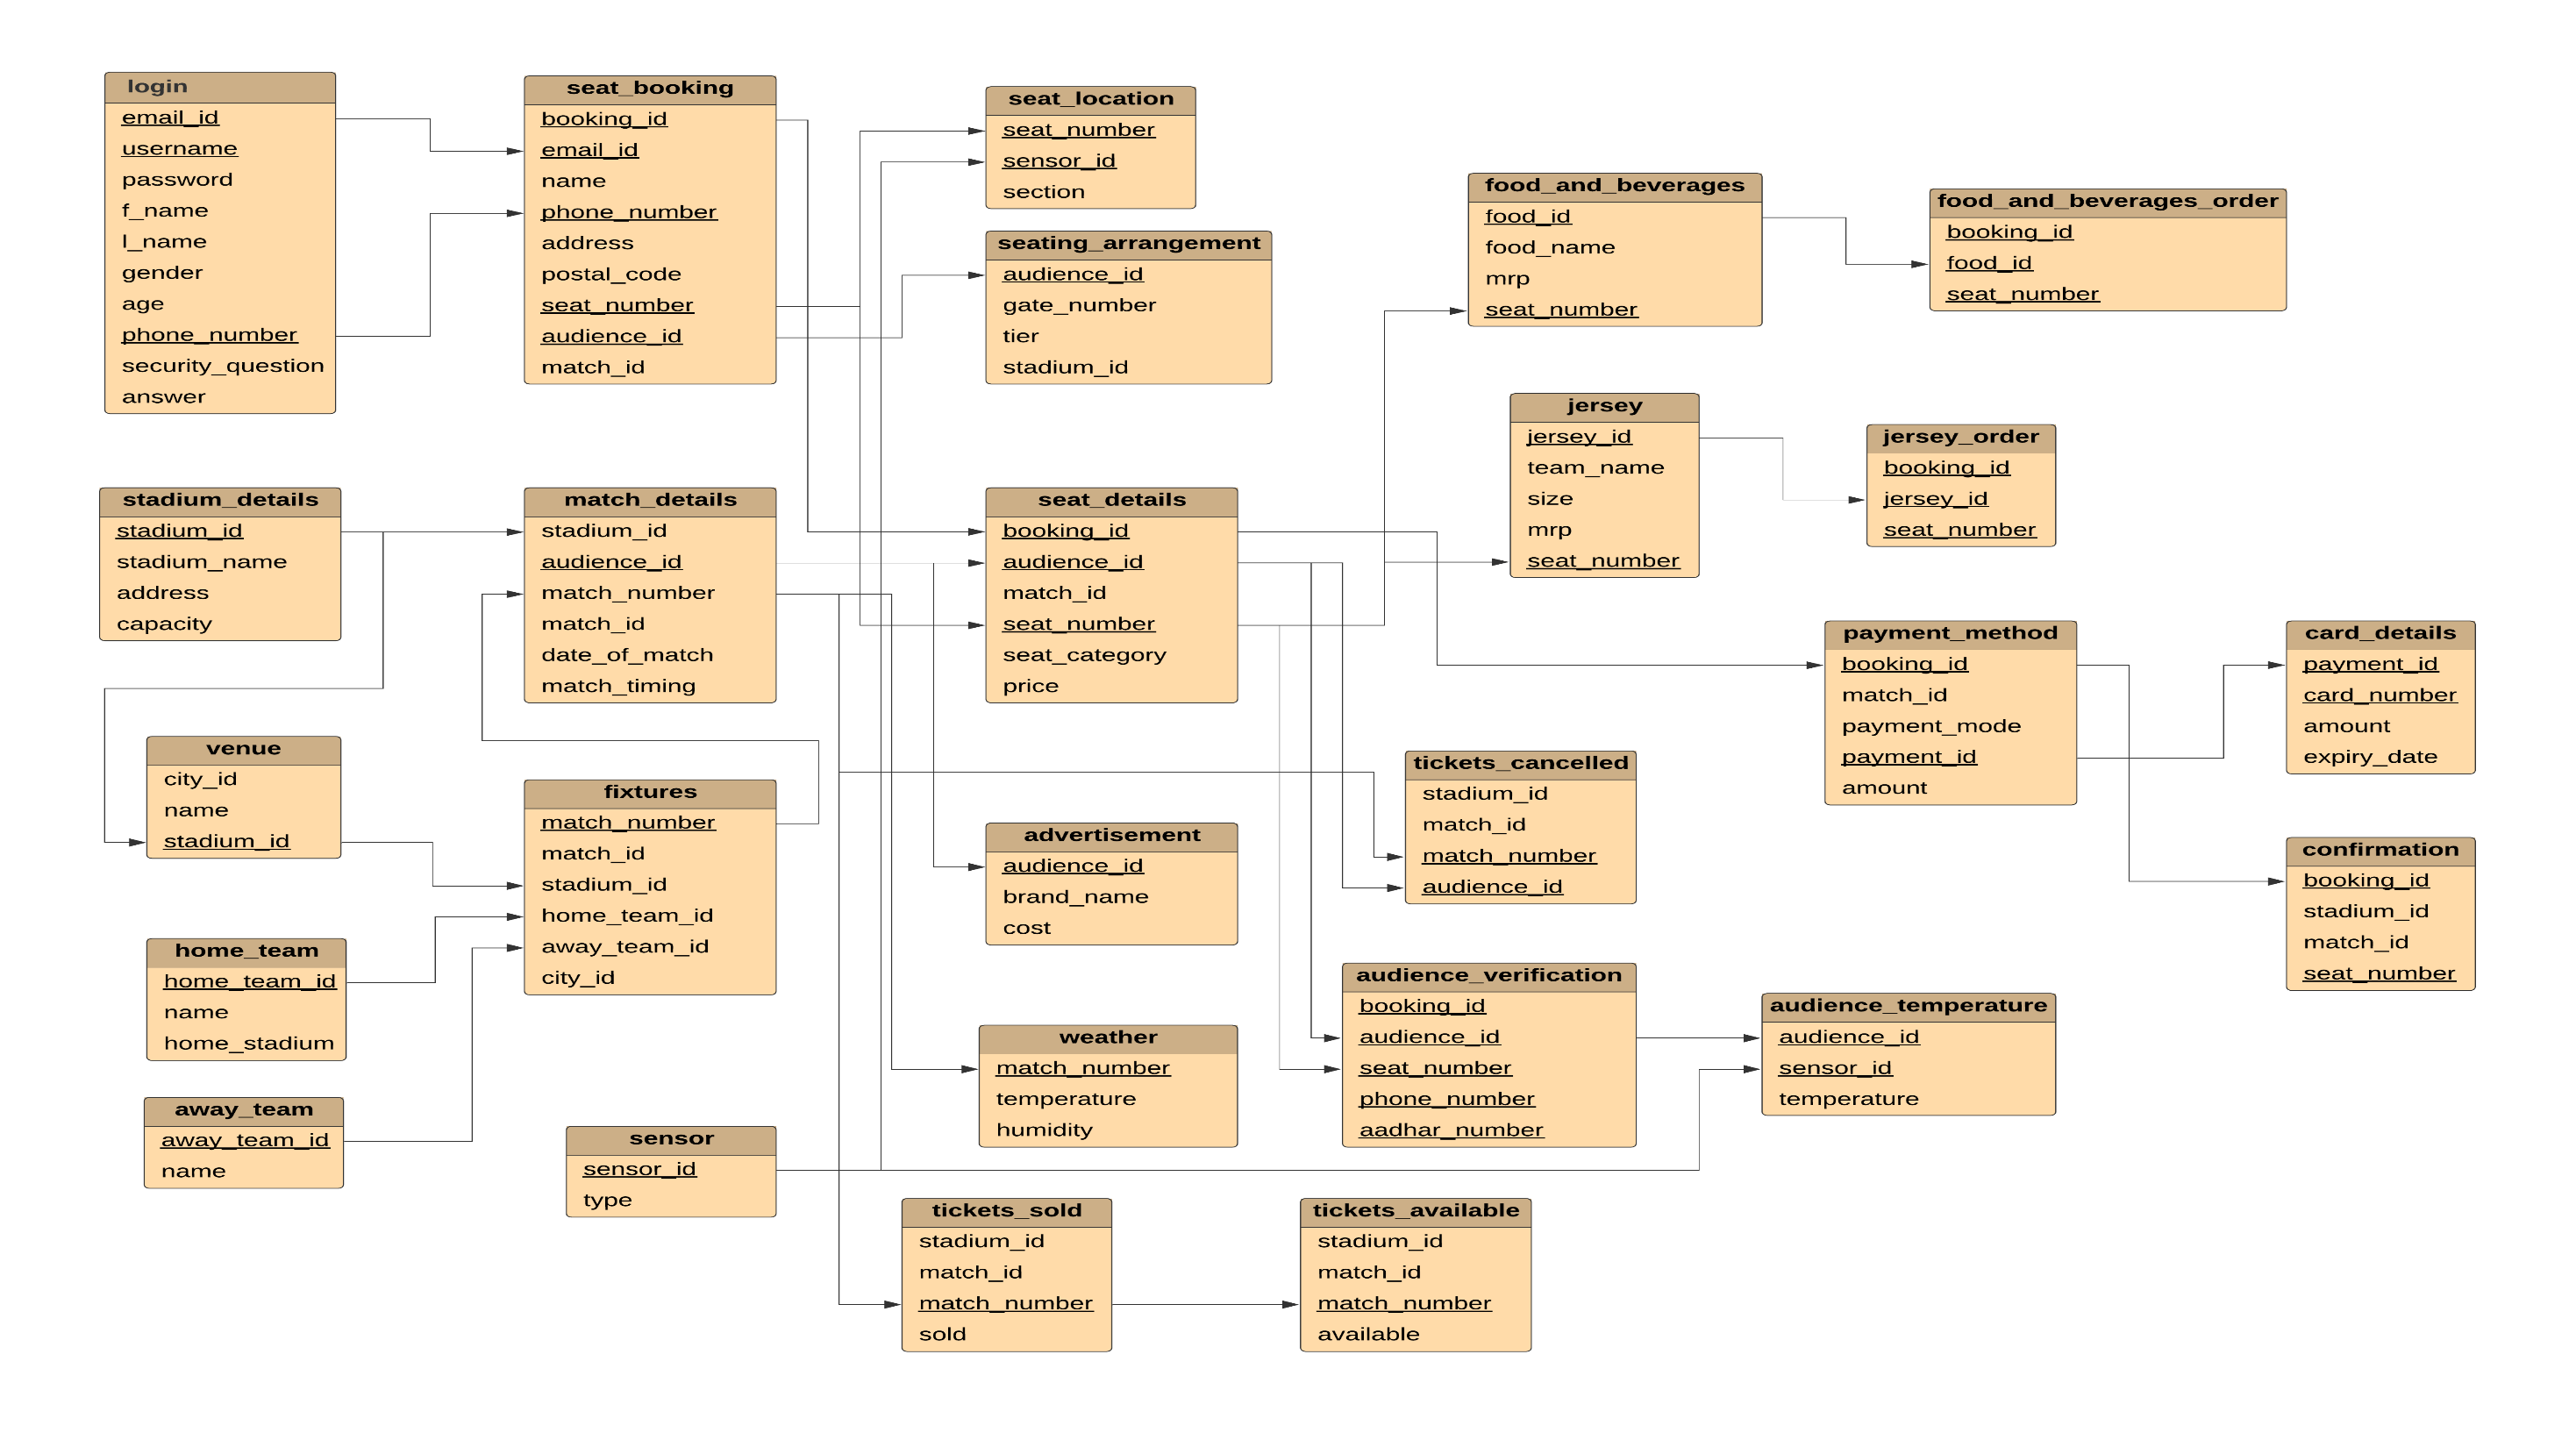 login
email_id
username
password
f_name
l_name
gender
age
phone_number
security_question
answer
seat_booking
booking_id
email_id
name
phone_number
address
postal_code
seat_number
audience_id
match_id
seat_location
seat_number
sensor_id
section
seating_arrangement
audience_id
gate_number
tier
stadium_id
food_and_beverages
food_id
food_name
mrp
seat_number
food_and_beverages_order
booking_id
food_id
seat_number
jersey
jersey_id
team_name
size
mrp
seat_number
jersey_order
booking_id
jersey_id
seat_number
stadium_details
stadium_id
stadium_name
address
capacity
match_details
stadium_id
audience_id
match_number
match_id
date_of_match
match_timing
seat_details
booking_id
audience_id
match_id
seat_number
seat_category
price
payment_method
booking_id
match_id
payment_mode
payment_id
amount
card_details
payment_id
card_number
amount
expiry_date
venue
city_id
name
stadium_id
fixtures
match_number
match_id
stadium_id
home_team_id
away_team_id
city_id
advertisement
audience_id
brand_name
cost
tickets_cancelled
stadium_id
match_id
match_number
audience_id
confirmation
booking_id
stadium_id
match_id
seat_number
home_team
home_team_id
name
home_stadium
weather
match_number
temperature
humidity
audience_verification
booking_id
audience_id
seat_number
phone_number
aadhar_number
audience_temperature
audience_id
sensor_id
temperature
away_team
away_team_id
name
sensor
sensor_id
type
tickets_sold
stadium_id
match_id
match_number
sold
tickets_available
stadium_id
match_id
match_number
available